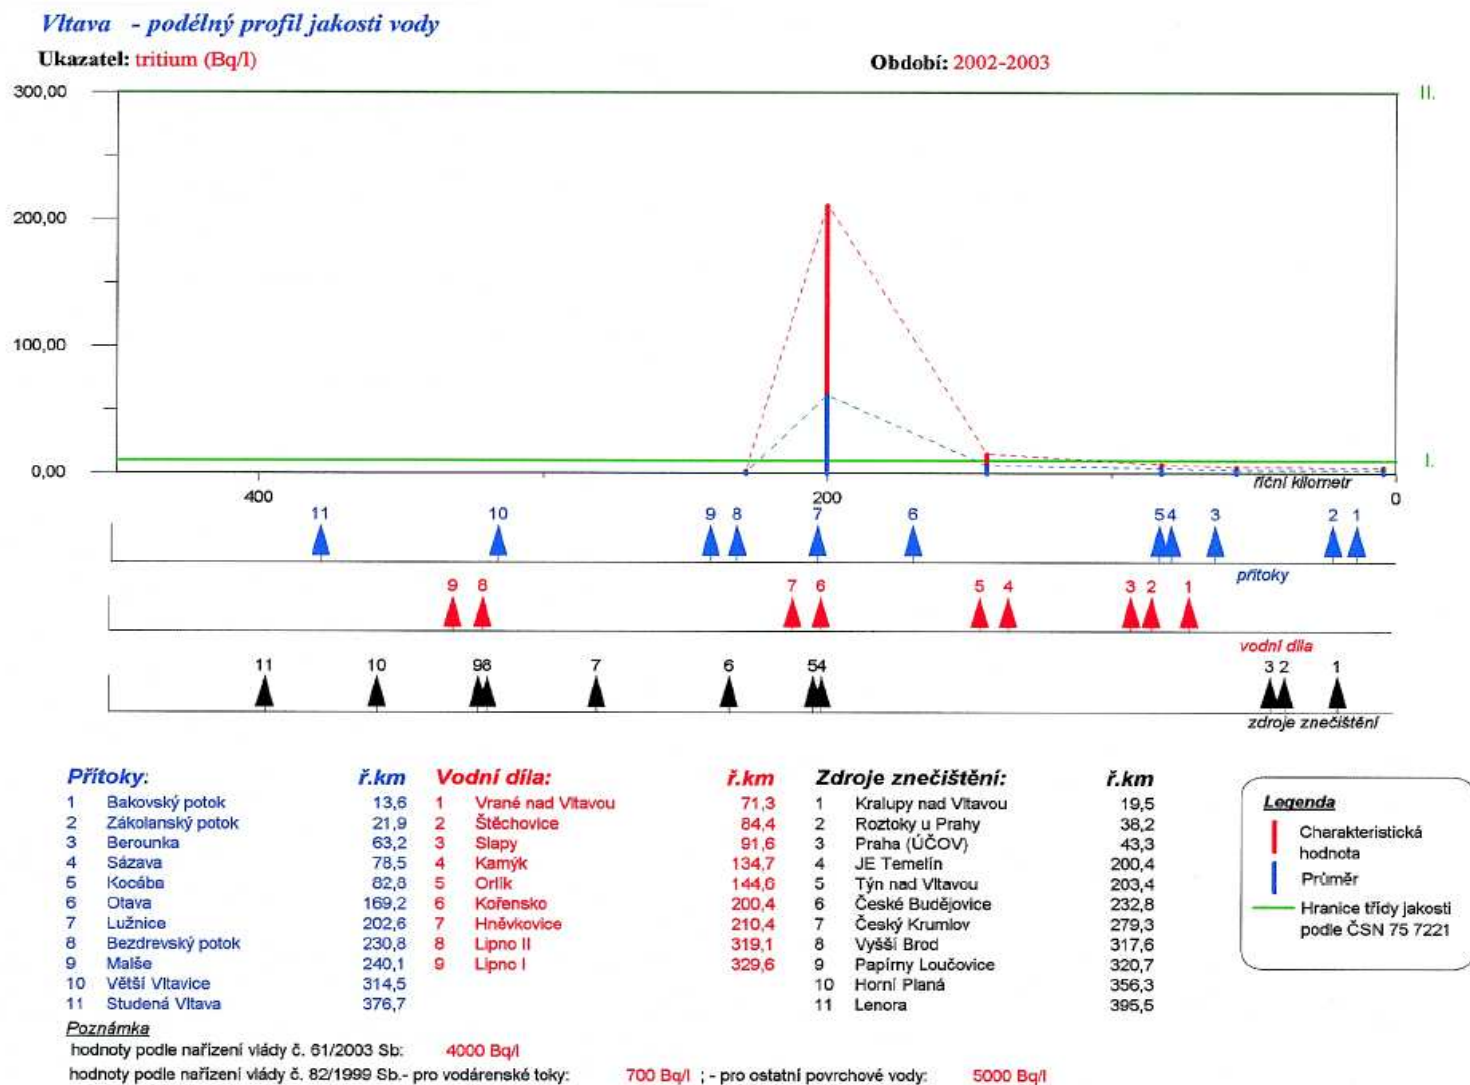 Vltava - podélný profil jakosti vody
Ukazatel: tritium (Bq/l)
Období: 2002-2003
300,00
II.
200,00
100,00
0,00
I.
říční kilometr
400
200
0
11 10 9 8 7 6 5 4 3 2 1
přítoky
9 8 7 6 5 4 3 2 1
vodní díla
11 10 9 8 7 6 5 4 3 2 1
zdroje znečištění
Přítoky: ř.km
1 Bakovský potok 13,6
2 Zákolanský potok 21,9
3 Berounka 63,2
4 Sázava 78,5
5 Kocába 82,8
6 Otava 169,2
7 Lužnice 202,6
8 Bezdrevský potok 230,8
9 Malše 240,1
10 Větší Vltavice 314,5
11 Studená Vltava 376,7
Vodní díla: ř.km
1 Vrané nad Vltavou 71,3
2 Štěchovice 84,4
3 Slapy 91,6
4 Kamýk 134,7
5 Orlík
6 Kořensko 200,4
7 Hněvkovice 210,4
8 Lipno II 319,1
9 Lipno I 329,6
Zdroje znečištění: ř.km
1 Kralupy nad Vltavou 19,5
2 Roztoky u Prahy 38,2
3 Praha (ÚČOV) 43,3
4 JE Temelín 200,4
5 Týn nad Vltavou 203,4
6 České Budějovice 232,8
7 Český Krumlov 279,3
8 Vyšší Brod 317,6
9 Papírny Loučovice 320,7
10 Horní Planá 356,3
11 Lenora 395,5
Legenda
Charakteristická
hodnota
Průměr
Hranice třídy jakosti
podle ČSN 75 7221
Poznámka
hodnoty podle nařízení vlády č. 61/2003 Sb: 4000 Bq/l
hodnoty podle nařízení vlády č. 82/1999 Sb.- pro vodárenské toky: 700 Bq/l ; - pro ostatní povrchové vody: 5000 Bq/l